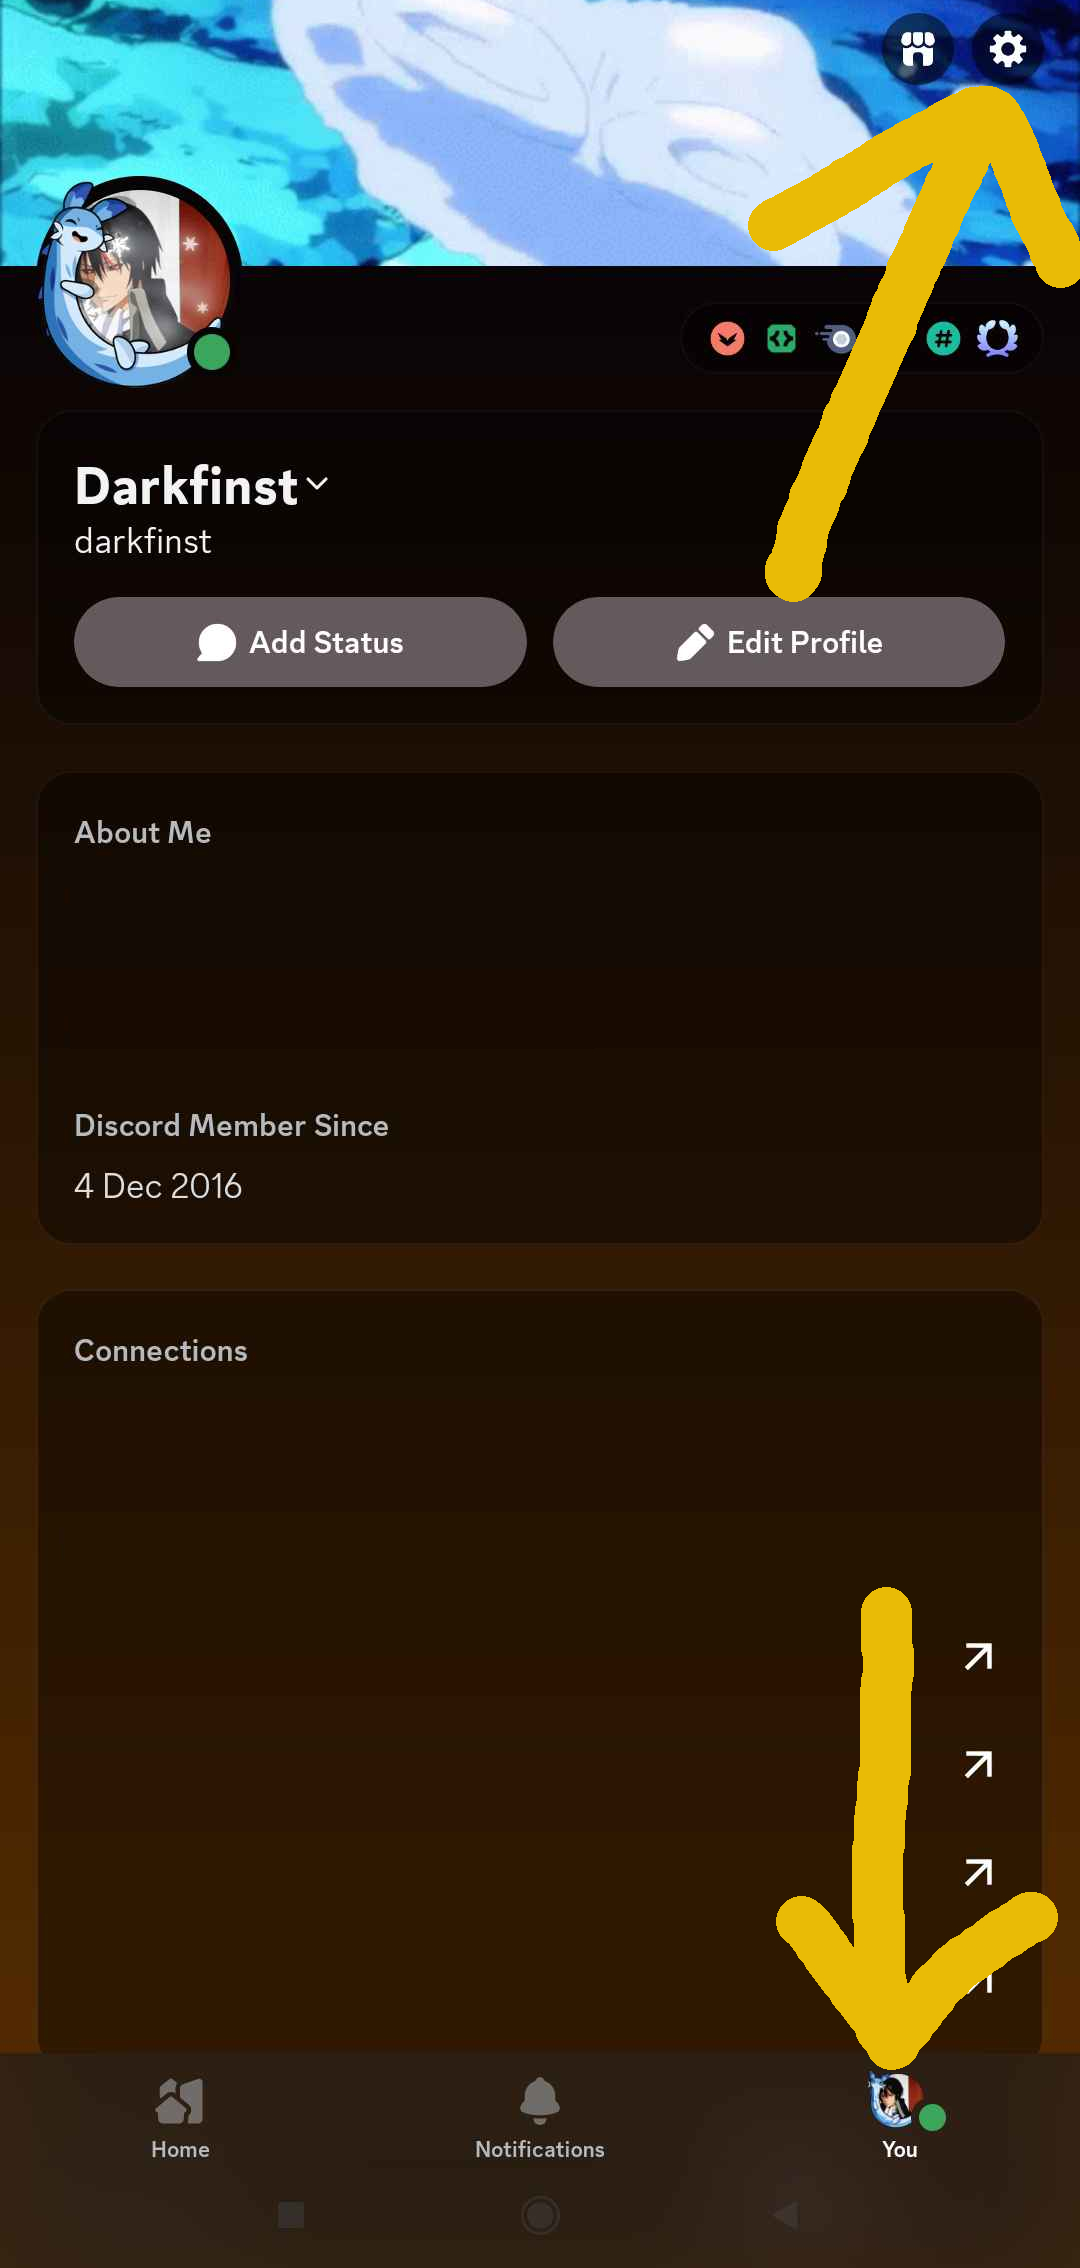 Darkfinst
darkfinst
Add Status
Edit Profile
About Me
Discord Member Since
4 Dec 2016
Connections
Home
Notifications
You